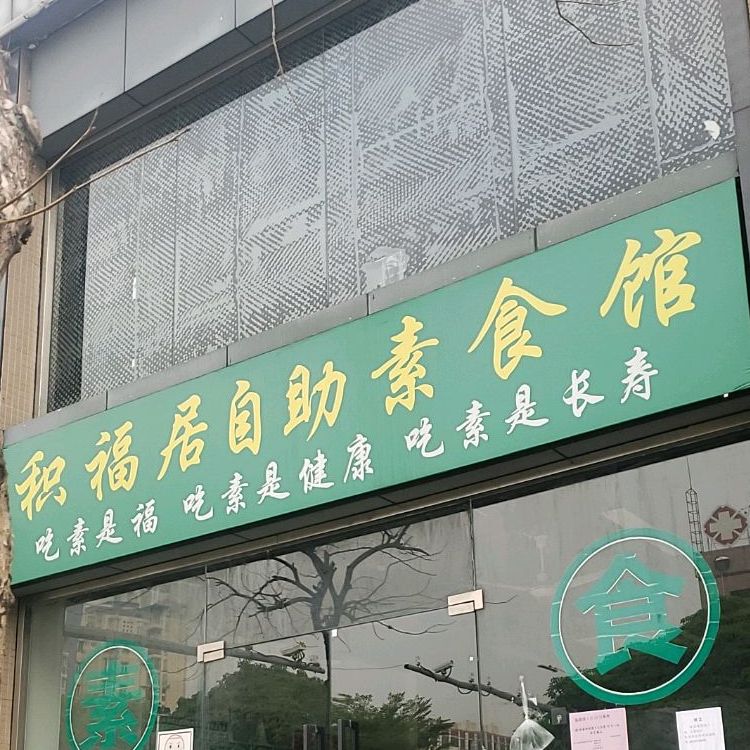 积福居自助素食馆
吃素是福 吃素是健康 吃素是长寿
素
食